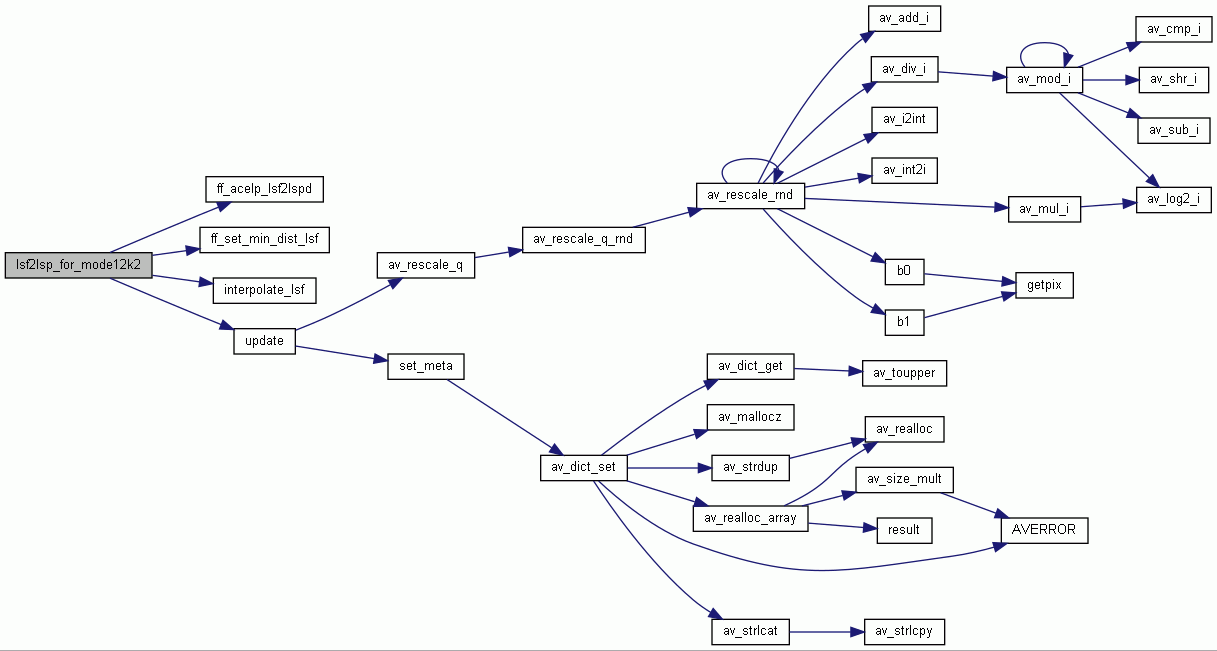 av_add_i
av_cmp_i
av_div_i
av_mod_i
av_shr_i
av_i2int
av_sub_i
av_int2i
ff_acelp_lsf2lspd
av_rescale_rnd
av_log2_i
av_mul_i
ff_set_min_dist_lsf
av_rescale_q_rnd
lsf2lsp_for_mode12k2
av_rescale_q
b0
getpix
interpolate_lsf
b1
update
set_meta
av_dict_get
av_toupper
av_mallocz
av_realloc
av_dict_set
av_strdup
av_size_mult
av_realloc_array
result
AVERROR
av_strlcat
av_strlcpy